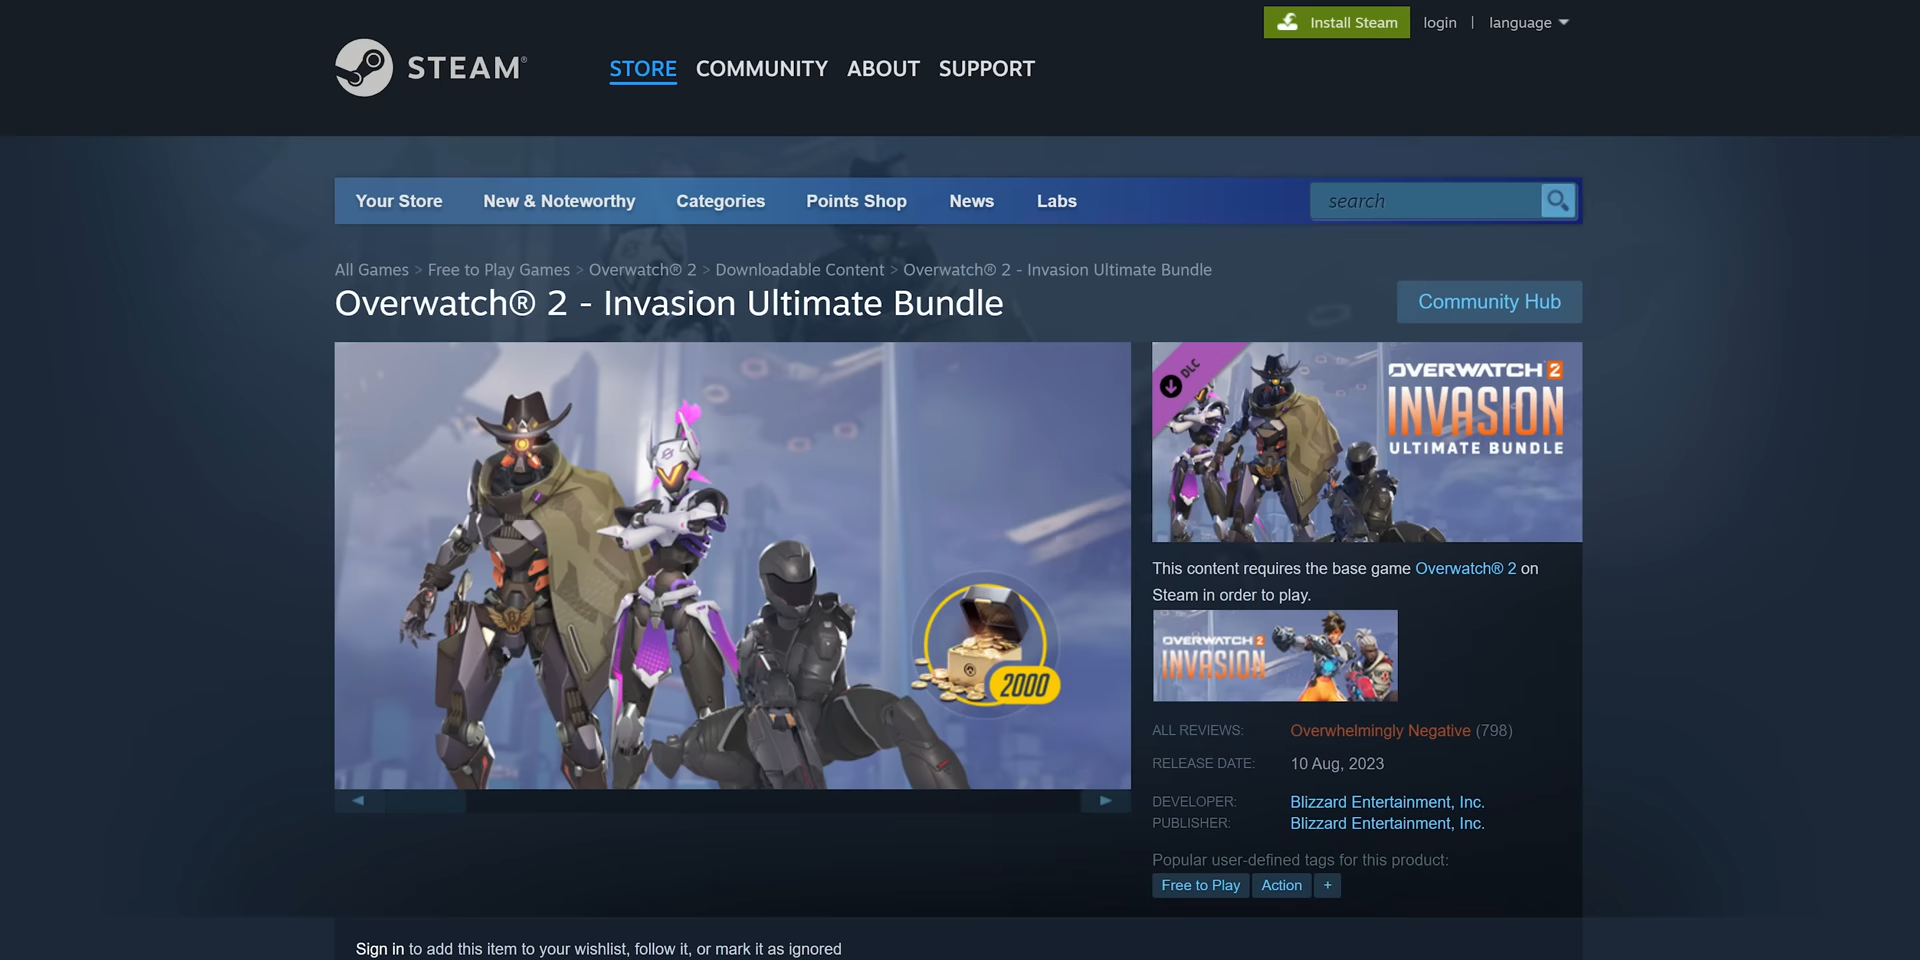 Install Steam
login | language
STEAM®
STORE COMMUNITY ABOUT SUPPORT
Your Store New & Noteworthy Categories Points Shop News Labs
search
All Games > Free to Play Games > Overwatch® 2 > Downloadable Content > Overwatch® 2 - Invasion Ultimate Bundle
Overwatch® 2 - Invasion Ultimate Bundle
Community Hub
2000
DLC
OVERWATCH 2
INVASION
ULTIMATE BUNDLE
This content requires the base game Overwatch® 2 on
Steam in order to play.
OVERWATCH 2
INVASION
ALL REVIEWS: Overwhelmingly Negative (798)
RELEASE DATE: 10 Aug, 2023
DEVELOPER: Blizzard Entertainment, Inc.
PUBLISHER: Blizzard Entertainment, Inc.
Popular user-defined tags for this product:
Free to Play Action +
Sign in to add this item to your wishlist, follow it, or mark it as ignored